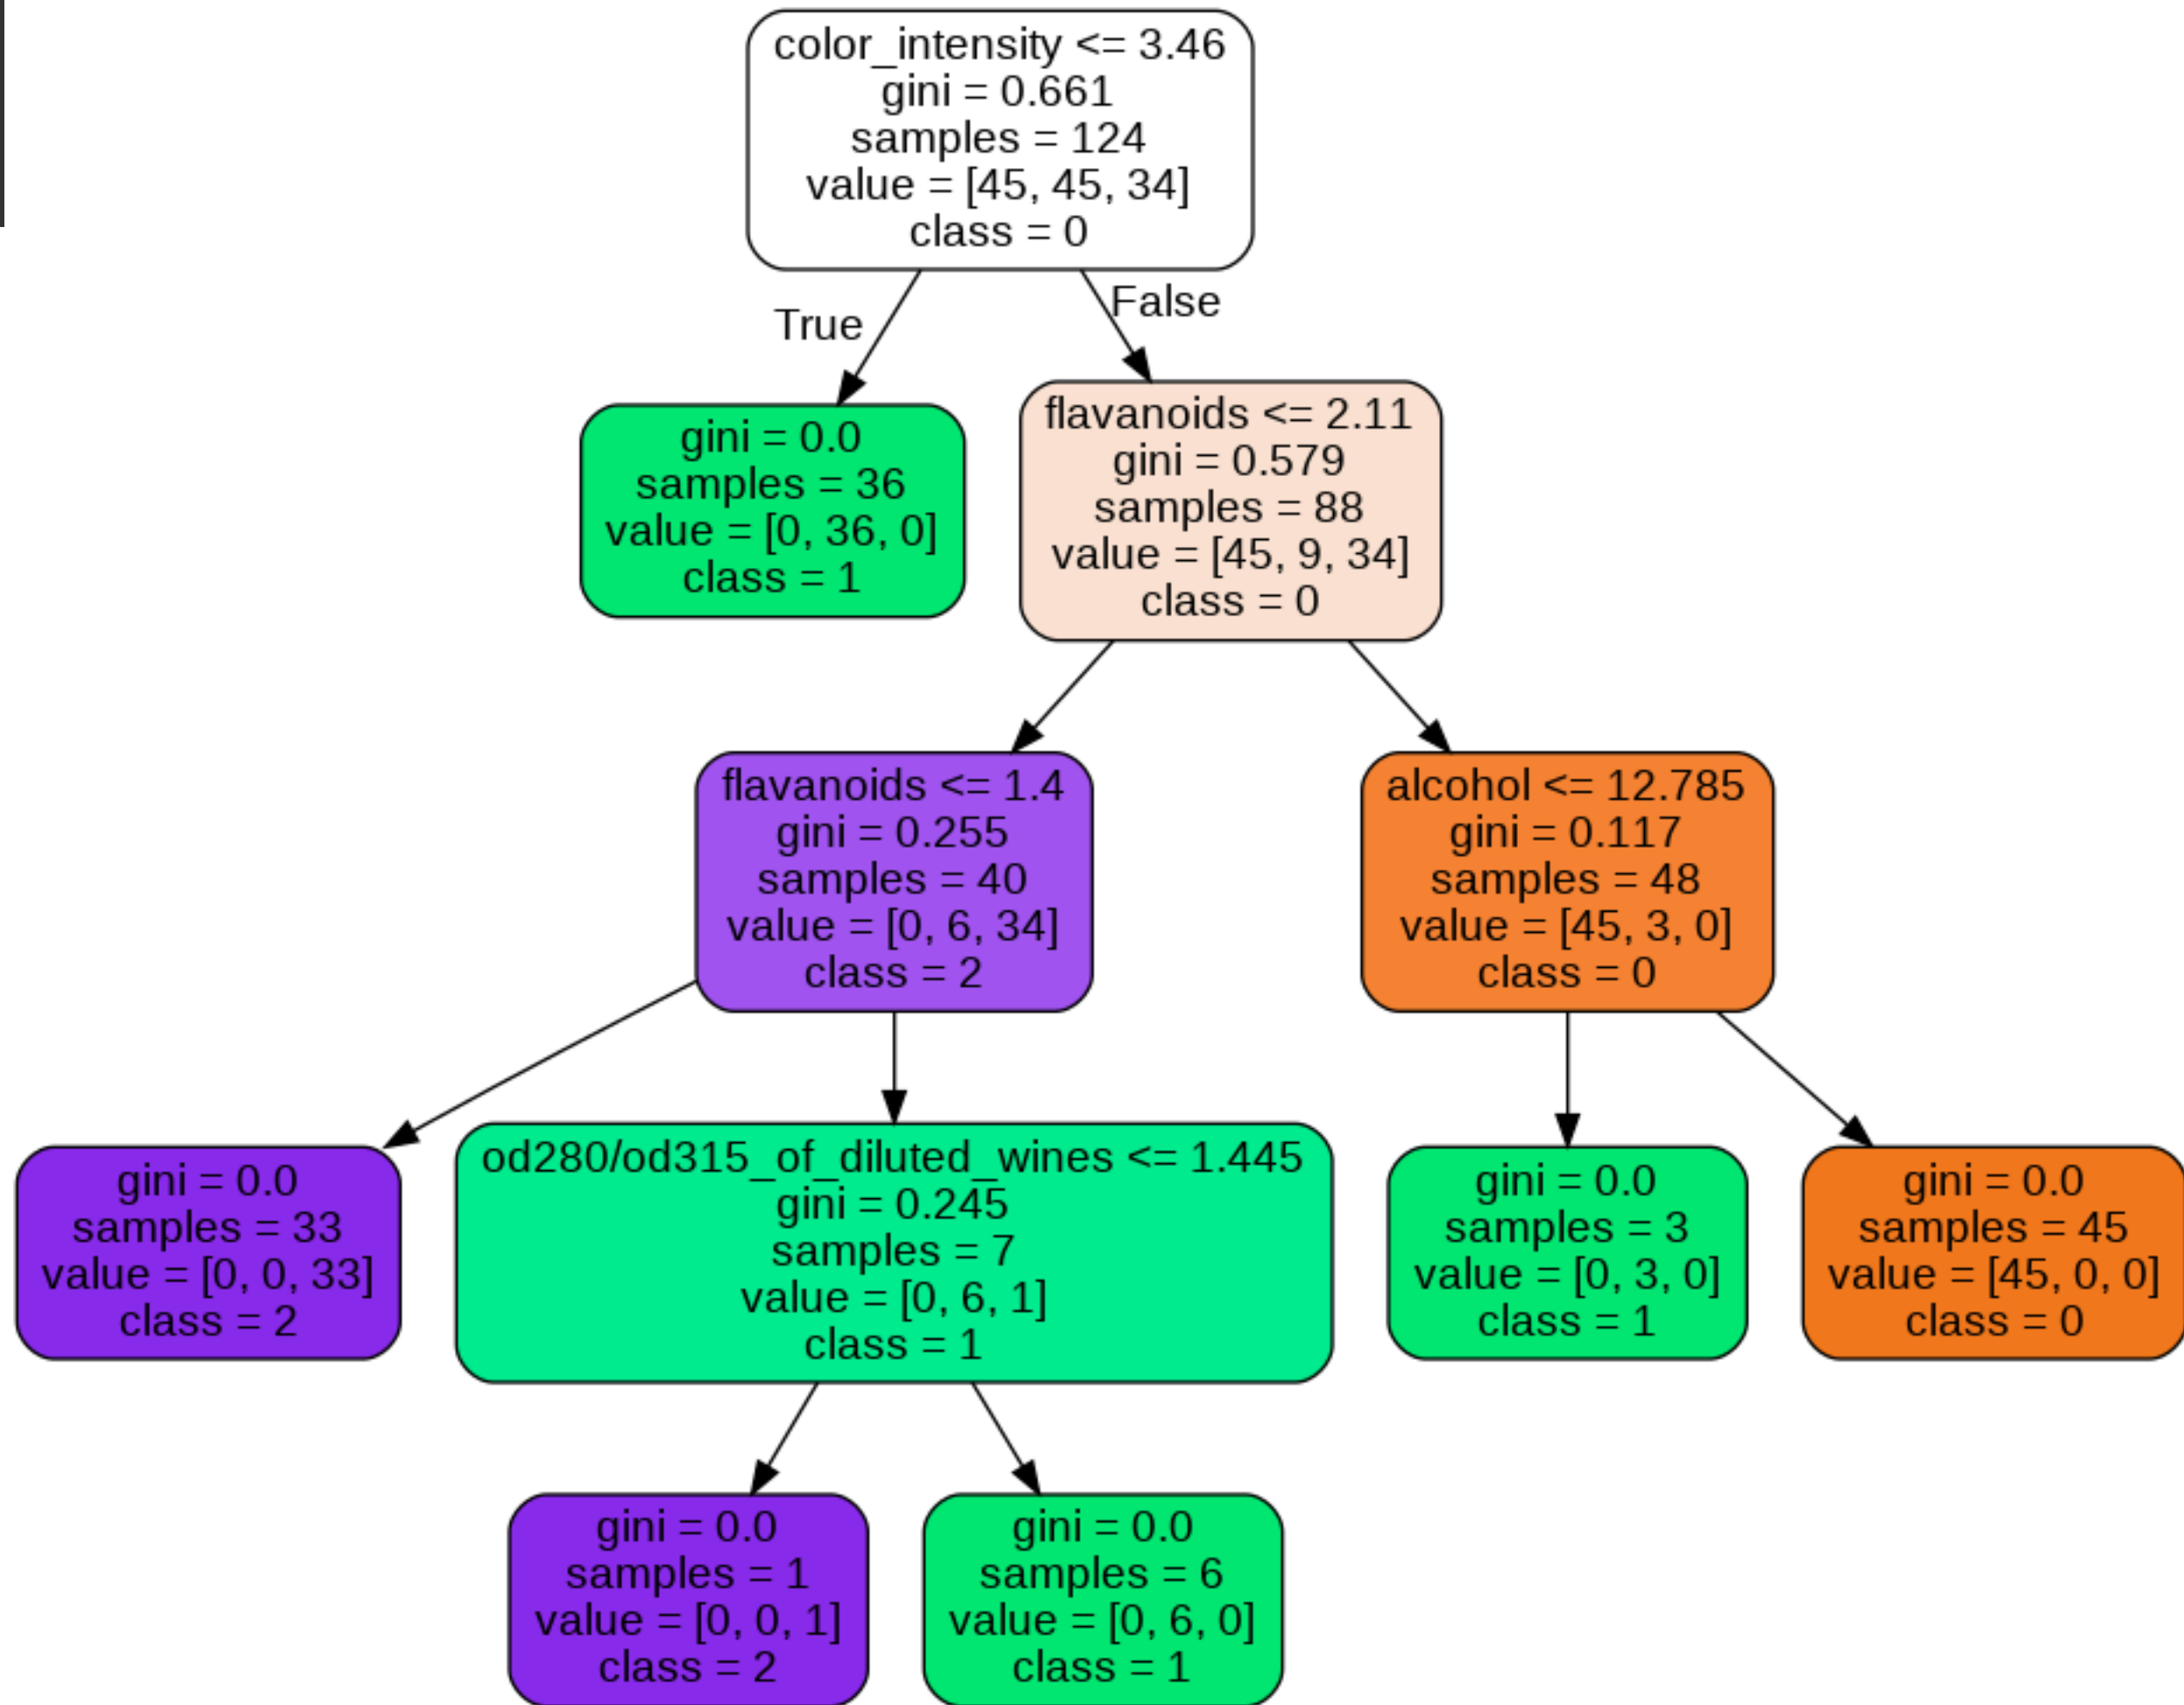 color_intensity <= 3.46
gini = 0.661
samples = 124
value = [45, 45, 34]
class = 0
True
False
gini = 0.0
samples = 36
value = [0, 36, 0]
class = 1
flavanoids <= 2.11
gini = 0.579
samples = 88
value = [45, 9, 34]
class = 0
flavanoids <= 1.4
gini = 0.255
samples = 40
value = [0, 6, 34]
class = 2
alcohol <= 12.785
gini = 0.117
samples = 48
value = [45, 3, 0]
class = 0
gini = 0.0
samples = 33
value = [0, 0, 33]
class = 2
od280/od315_of_diluted_wines <= 1.445
gini = 0.245
samples = 7
value = [0, 6, 1]
class = 1
gini = 0.0
samples = 3
value = [0, 3, 0]
class = 1
gini = 0.0
samples = 45
value = [45, 0, 0]
class = 0
gini = 0.0
samples = 1
value = [0, 0, 1]
class = 2
gini = 0.0
samples = 6
value = [0, 6, 0]
class = 1